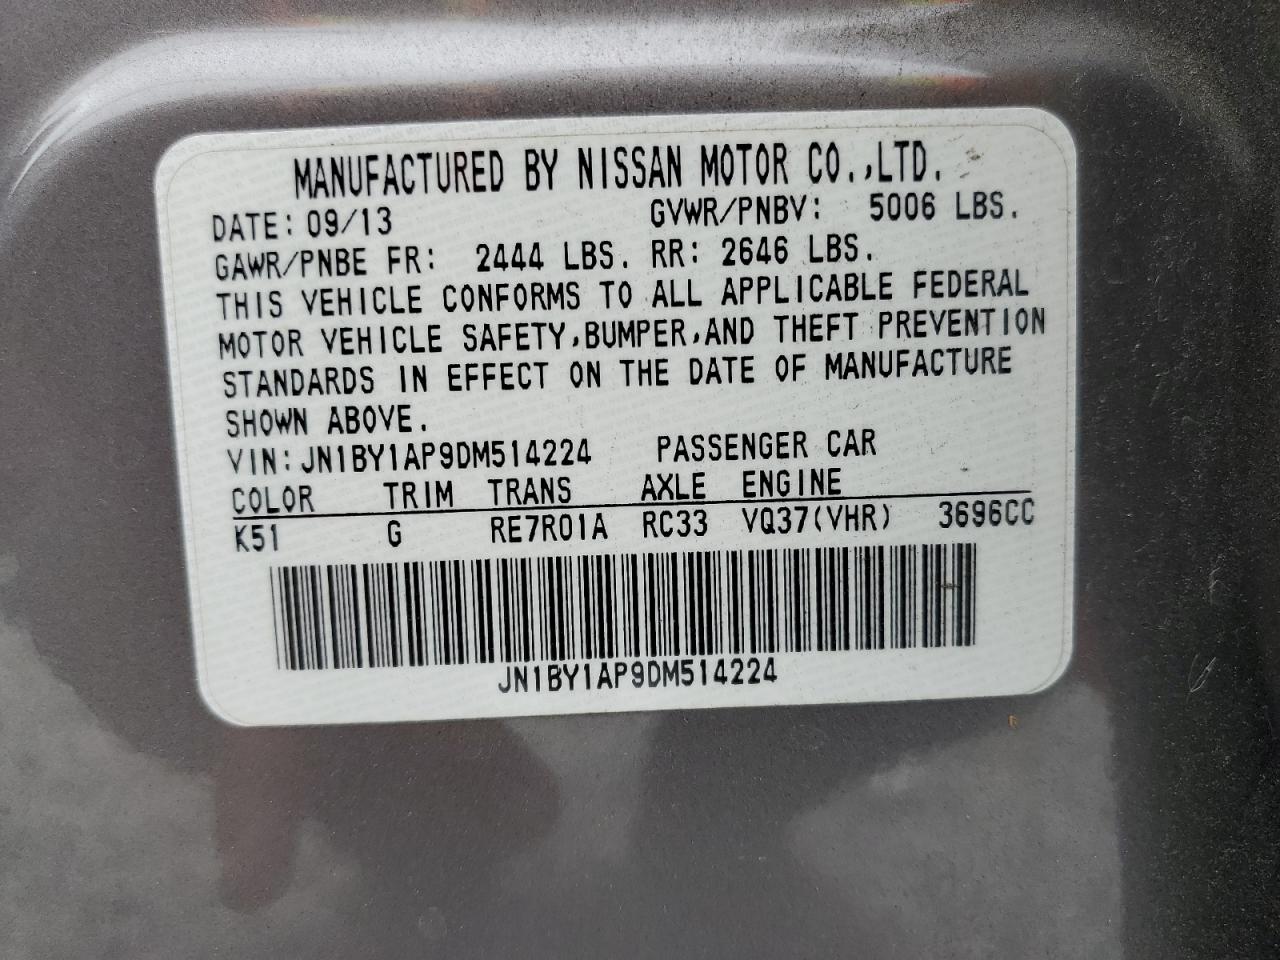 MANUFACTURED BY NISSAN MOTOR CO.,LTD.
DATE: 09/13 GVWR/PNBV: 5006 LBS.
GAWR/PNBE FR: 2444 LBS. RR: 2646 LBS.
THIS VEHICLE CONFORMS TO ALL APPLICABLE FEDERAL
MOTOR VEHICLE SAFETY,BUMPER,AND THEFT PREVENTION
STANDARDS IN EFFECT ON THE DATE OF MANUFACTURE
SHOWN ABOVE.
VIN: JN1BY1AP9DM514224 PASSENGER CAR
COLOR TRIM TRANS AXLE ENGINE
K51 G RE7R01A RC33 VQ37(VHR) 3696CC
JN1BY1AP9DM514224